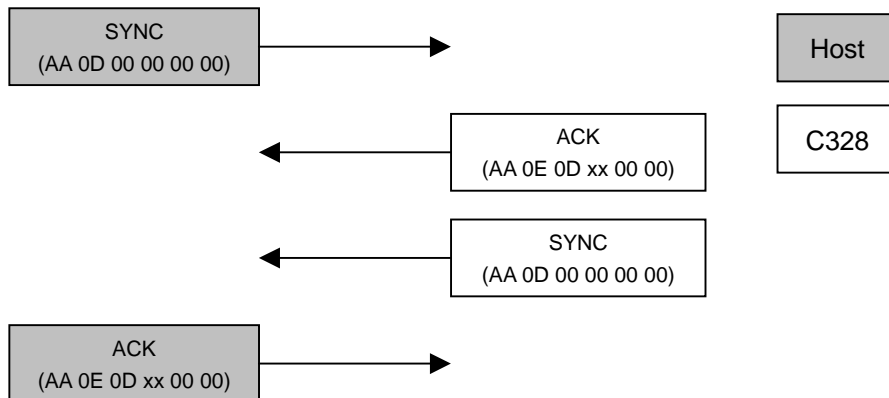 SYNC
(AA 0D 00 00 00 00)
Host
ACK
(AA 0E 0D xx 00 00)
C328
SYNC
(AA 0D 00 00 00 00)
ACK
(AA 0E 0D xx 00 00)